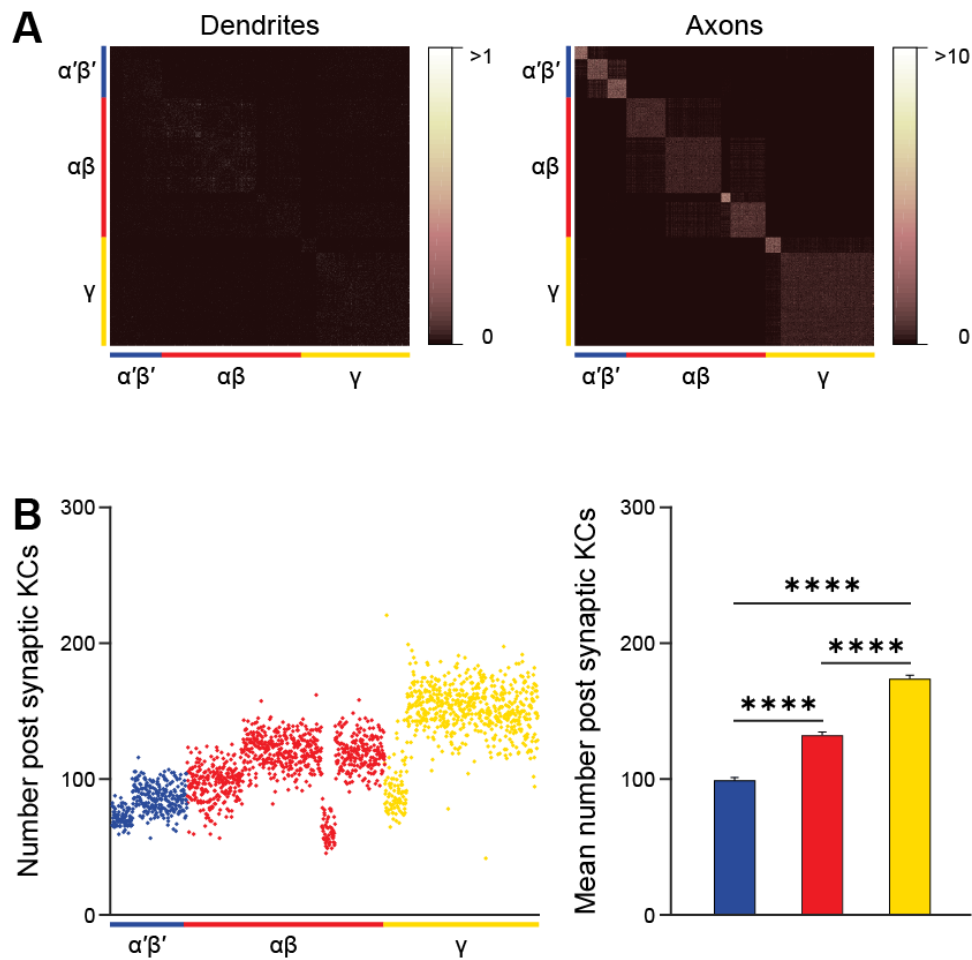 A
Dendrites
Axons
α′β′
αβ
γ
>1
0
α′β′
αβ
γ
>10
0
α′β′ αβ γ
α′β′ αβ γ
B
Number post synaptic KCs
300
200
100
0
α′β′ αβ γ
Mean number post synaptic KCs
300
200
100
0
****
****
****